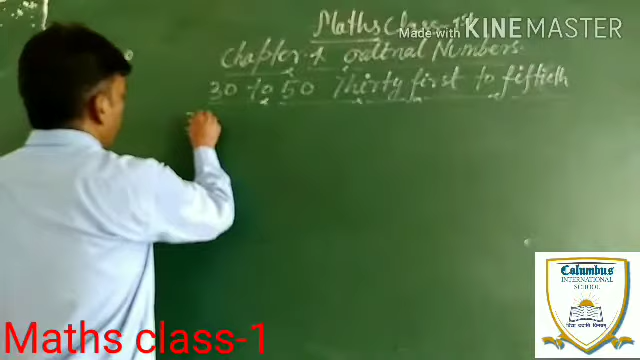 Maths Class-1st
Made with KINEMASTER
Chapter-1 ordinal Numbers.
30 to 50 Thirty first to fiftieth
Columbus
INTERNATIONAL
SCHOOL
Maths class-1